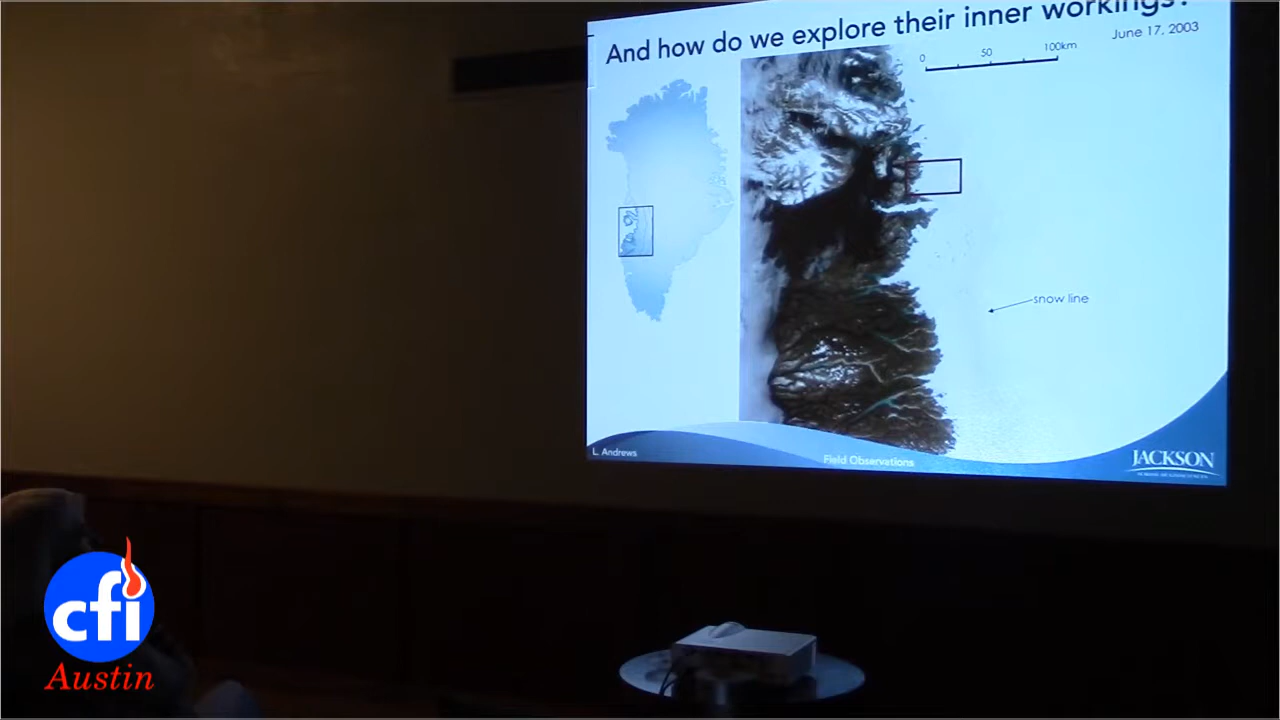 And how do we explore their inner workings?
June 17, 2003
0 50 100km
snow line
L. Andrews
Field Observations
JACKSON
cfi
Austin